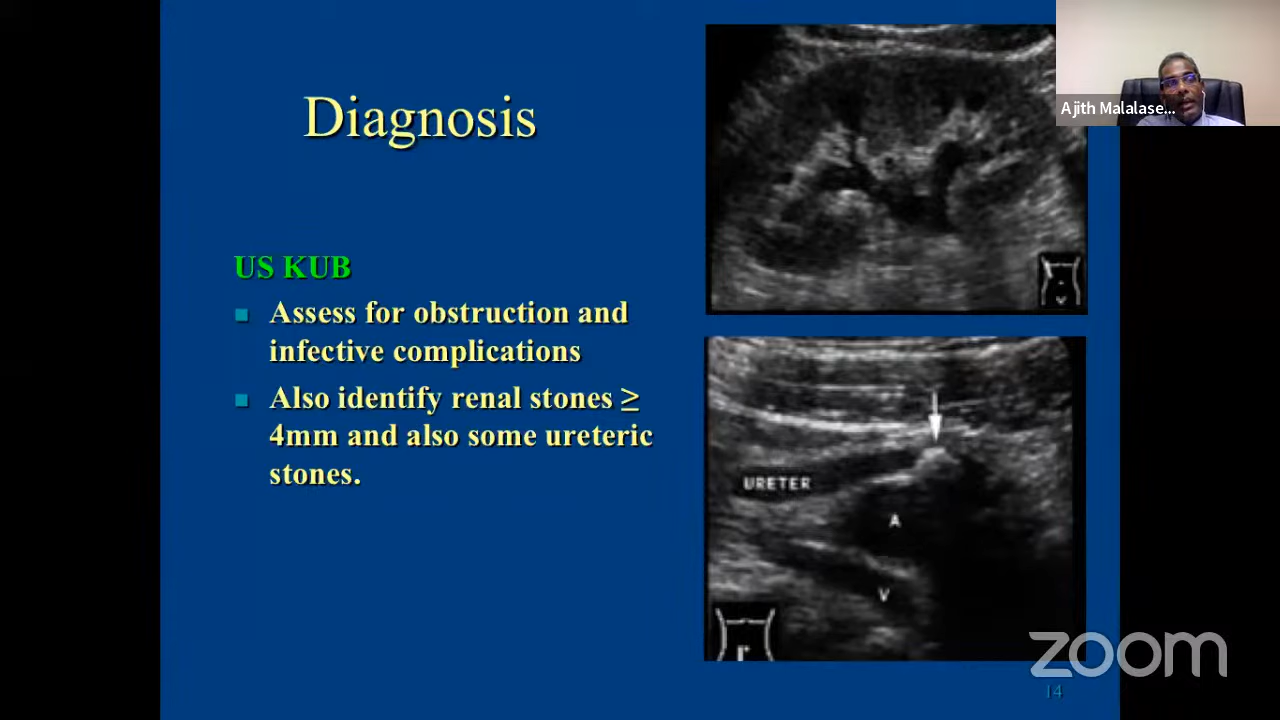 Diagnosis
Ajith Malalase...
US KUB
Assess for obstruction and
infective complications
Also identify renal stones ≥
4mm and also some ureteric
stones.
URETER
A
V
zoom
14